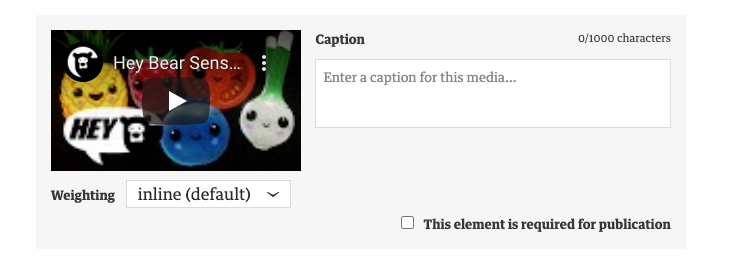 Hey Bear Sens...
HEY
Caption
0/1000 characters
Enter a caption for this media...
Weighting
inline (default)
This element is required for publication